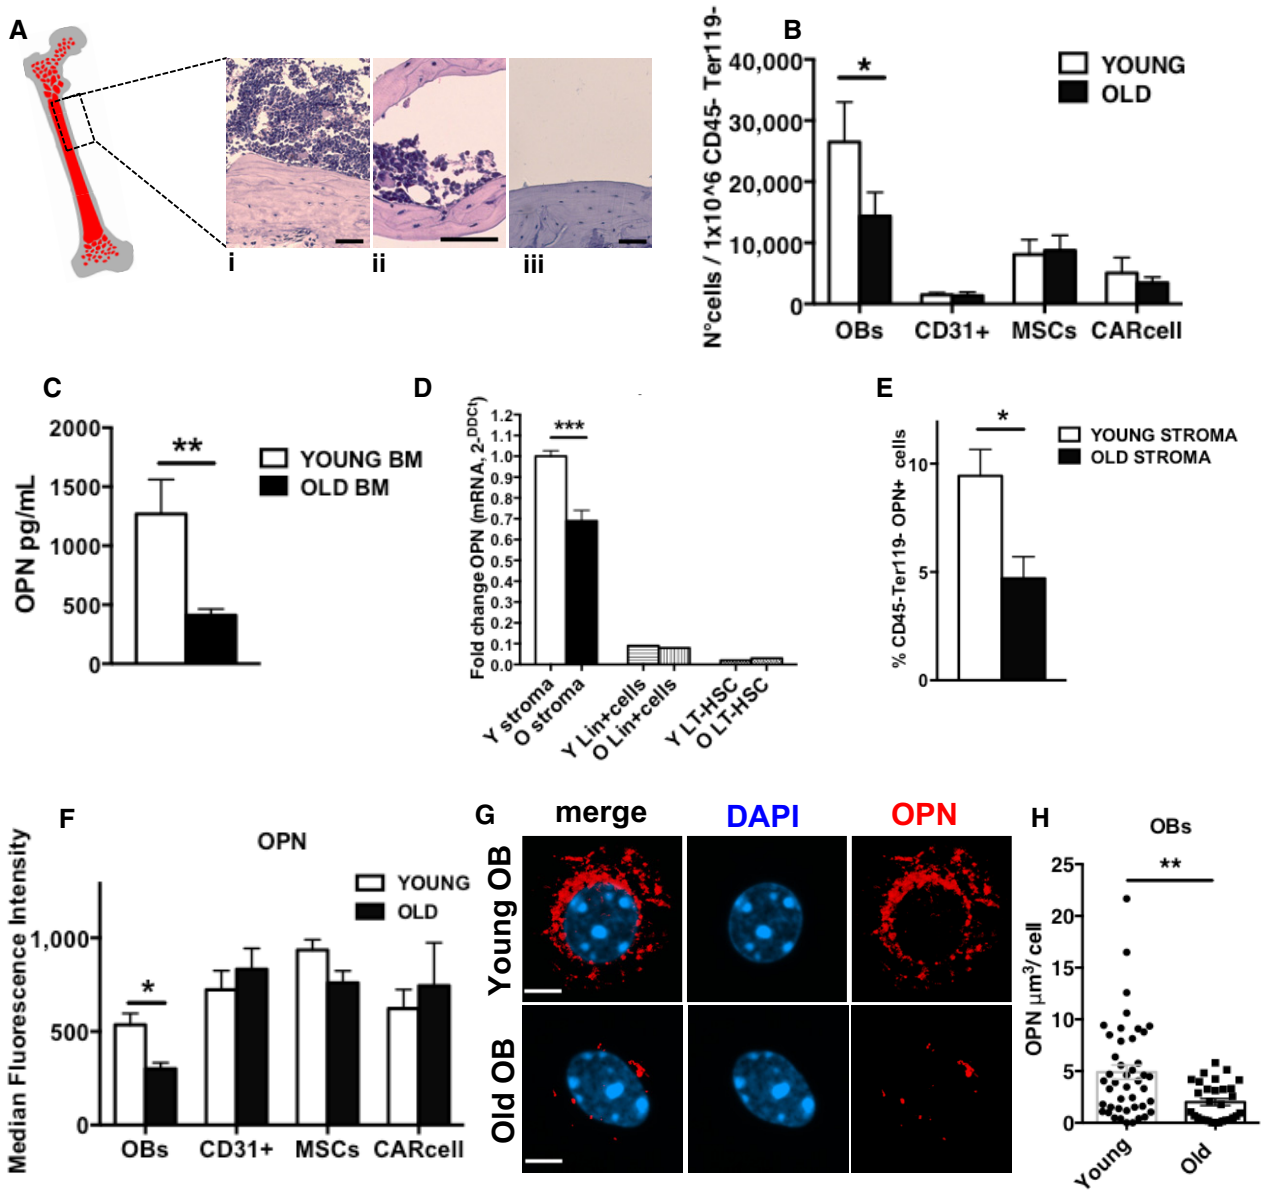 A
i
ii
iii
B
N°cells / 1x10^6 CD45- Ter119-
40,000
30,000
20,000
10,000
0
*
YOUNG
OLD
OBs
CD31+
MSCs
CARcell
C
OPN pg/mL
2000
1500
1000
500
0
**
YOUNG BM
OLD BM
D
Fold change OPN (mRNA, 2-DDCt)
1.2
1.1
1.0
0.9
0.8
0.7
0.6
0.5
0.4
0.3
0.2
0.1
0.0
***
Y stroma
O stroma
Y Lin+cells
O Lin+cells
Y LT-HSC
O LT-HSC
E
% CD45-Ter119- OPN+ cells
10
5
0
*
YOUNG STROMA
OLD STROMA
F
OPN
Median Fluorescence Intensity
1,000
500
0
*
YOUNG
OLD
OBs
CD31+
MSCs
CARcell
G
merge
DAPI
OPN
Young OB
Old OB
H
OBs
**
OPN μm³/ cell
25
20
15
10
5
0
Young
Old